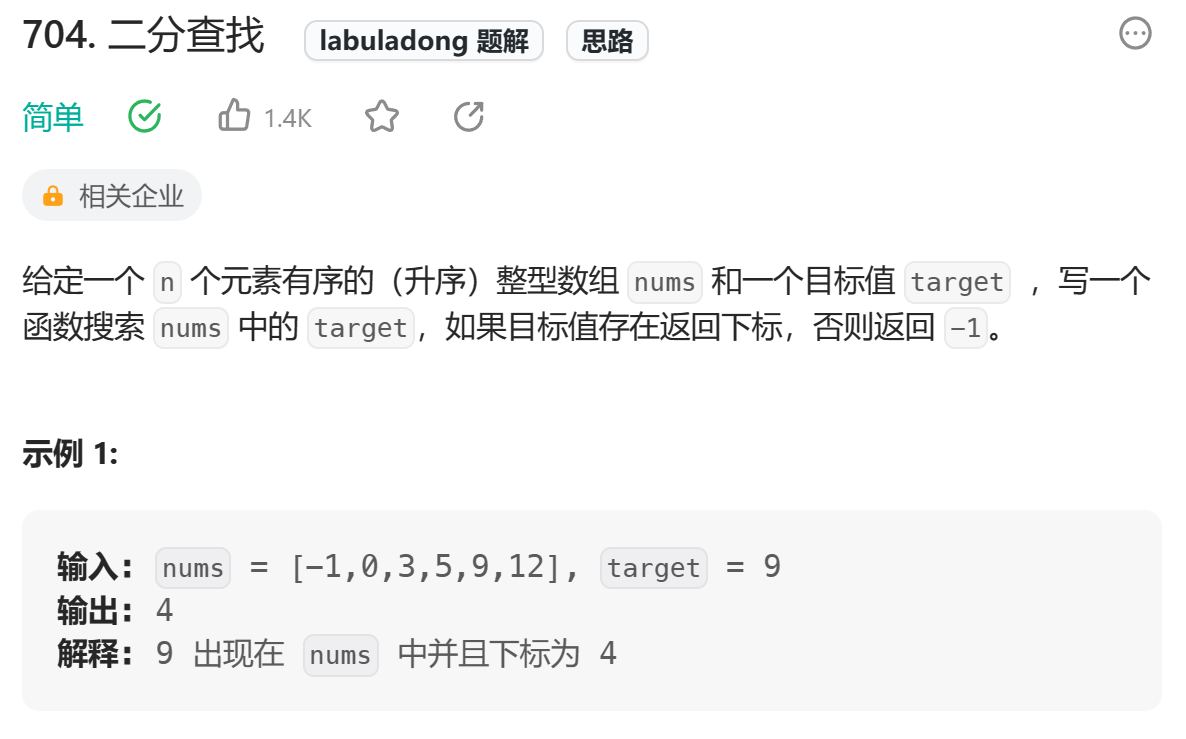 704. 二分查找 labuladong 题解 思路
简单 1.4K
相关企业
给定一个 n 个元素有序的（升序）整型数组 nums 和一个目标值 target ，写一个
函数搜索 nums 中的 target，如果目标值存在返回下标，否则返回 -1。
示例 1:
输入: nums = [-1,0,3,5,9,12], target = 9
输出: 4
解释: 9 出现在 nums 中并且下标为 4